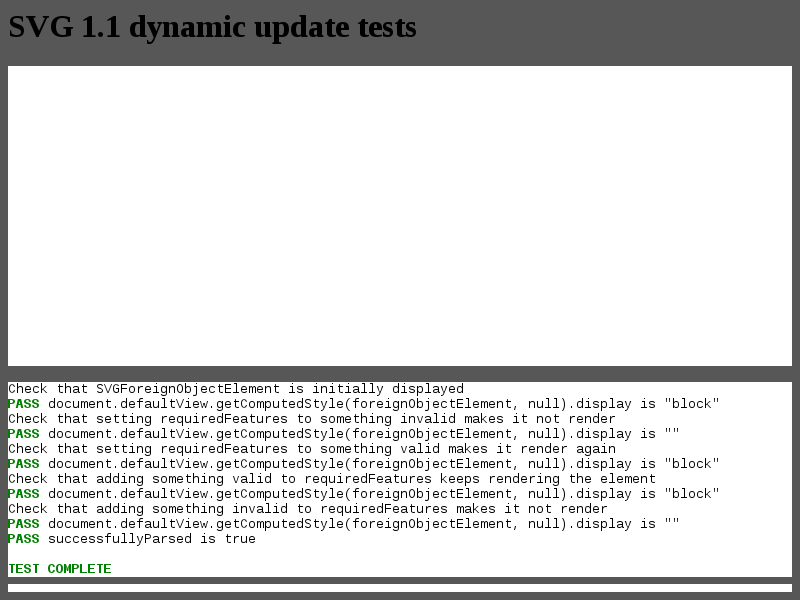 SVG 1.1 dynamic update tests
Check that SVGForeignObjectElement is initially displayed
PASS document.defaultView.getComputedStyle(foreignObjectElement, null).display is "block"
Check that setting requiredFeatures to something invalid makes it not render
PASS document.defaultView.getComputedStyle(foreignObjectElement, null).display is ""
Check that setting requiredFeatures to something valid makes it render again
PASS document.defaultView.getComputedStyle(foreignObjectElement, null).display is "block"
Check that adding something valid to requiredFeatures keeps rendering the element
PASS document.defaultView.getComputedStyle(foreignObjectElement, null).display is "block"
Check that adding something invalid to requiredFeatures makes it not render
PASS document.defaultView.getComputedStyle(foreignObjectElement, null).display is ""
PASS successfullyParsed is true
TEST COMPLETE